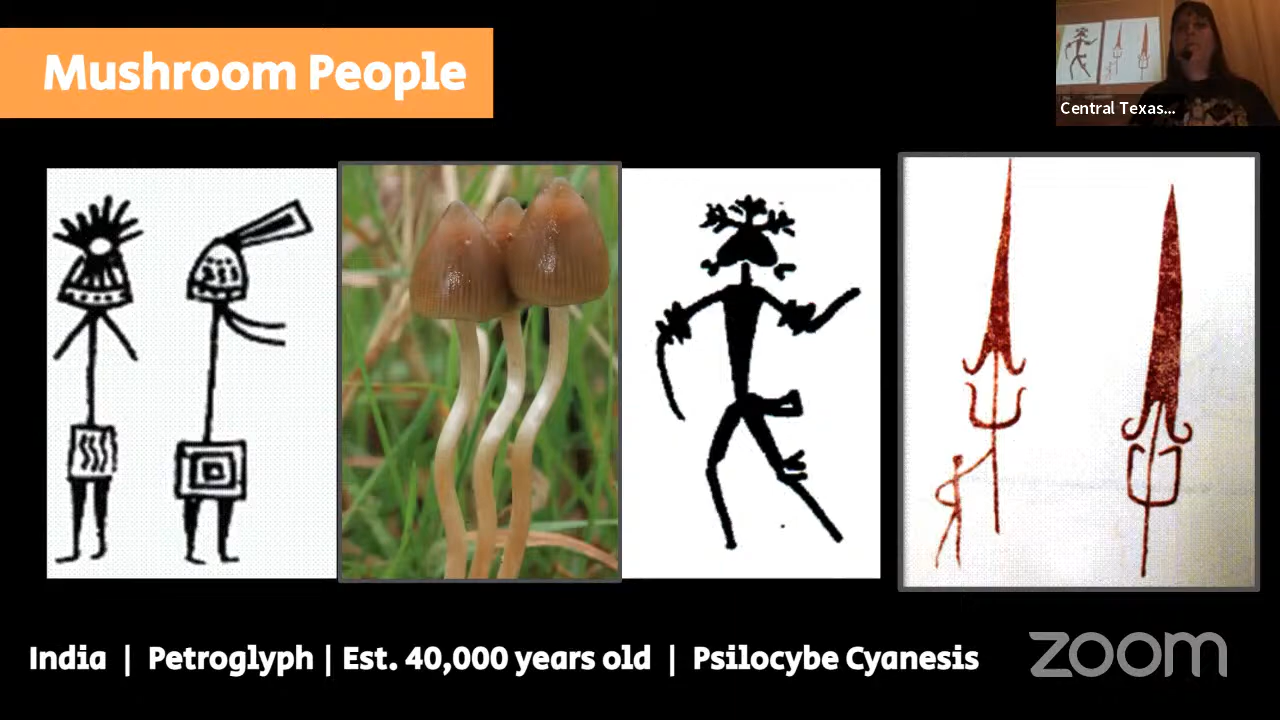 Mushroom People
Central Texas...
India | Petroglyph | Est. 40,000 years old | Psilocybe Cyanesis
zoom